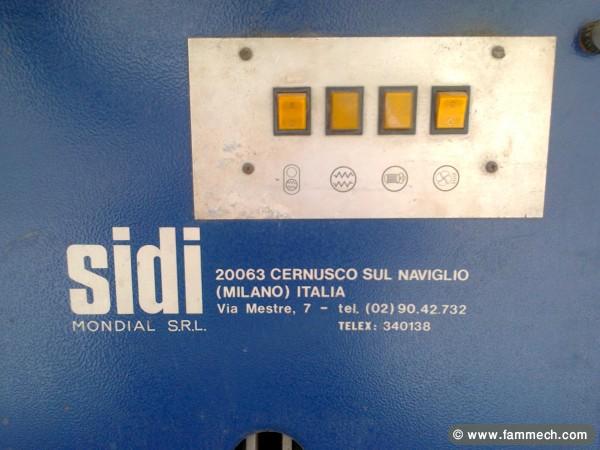 sidi
MONDIAL S.R.L.
20063 CERNUSCO SUL NAVIGLIO
(MILANO) ITALIA
Via Mestre, 7 - tel. (02) 90.42.732
TELEX: 340138
© www.fammech.com